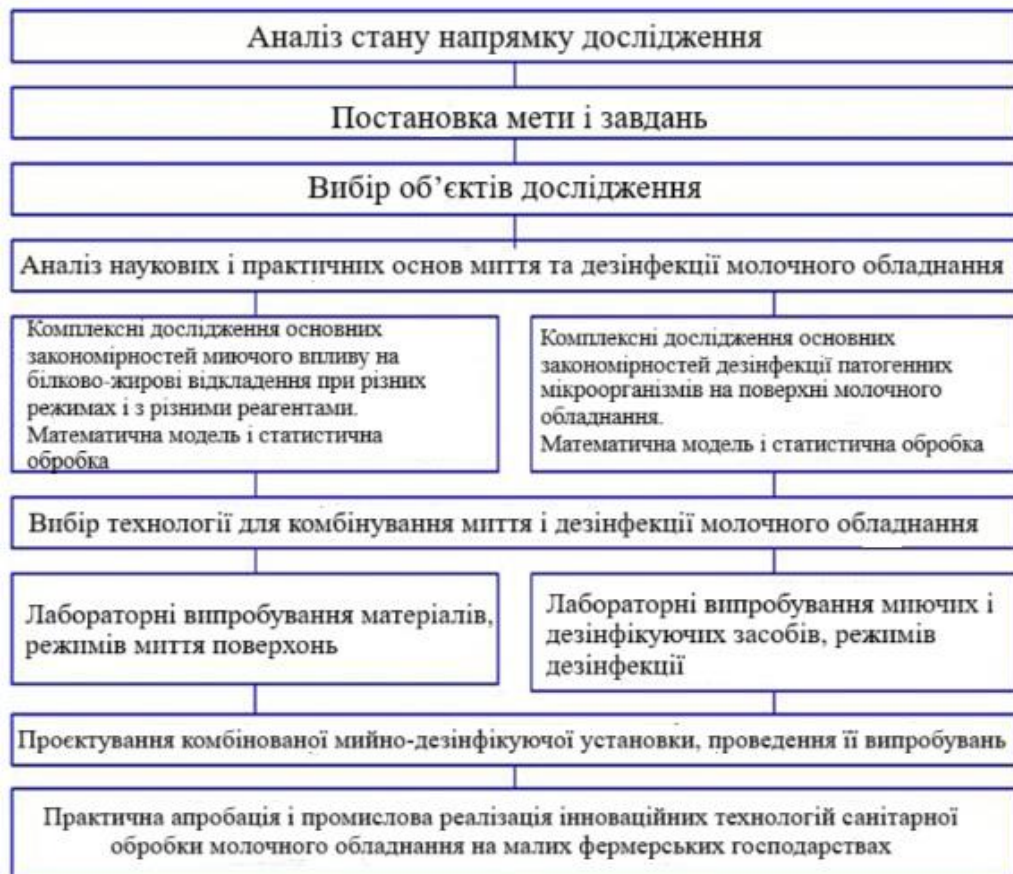 Аналіз стану напрямку дослідження
Постановка мети і завдань
Вибір об’єктів дослідження
Аналіз наукових і практичних основ миття та дезінфекції молочного обладнання
Комплексні дослідження основних
закономірностей миючого впливу на
білково-жирові відкладення при різних
режимах і з різними реагентами.
Математична модель і статистична
обробка
Комплексні дослідження основних
закономірностей дезінфекції патогенних
мікроорганізмів на поверхні молочного
обладнання.
Математична модель і статистична обробка
Вибір технології для комбінування миття і дезінфекції молочного обладнання
Лабораторні випробування матеріалів,
режимів миття поверхонь
Лабораторні випробування миючих і
дезінфікуючих засобів, режимів
дезінфекції
Проєктування комбінованої мийно-дезінфікуючої установки, проведення її випробувань
Практична апробація і промислова реалізація інноваційних технологій санітарної
обробки молочного обладнання на малих фермерських господарствах